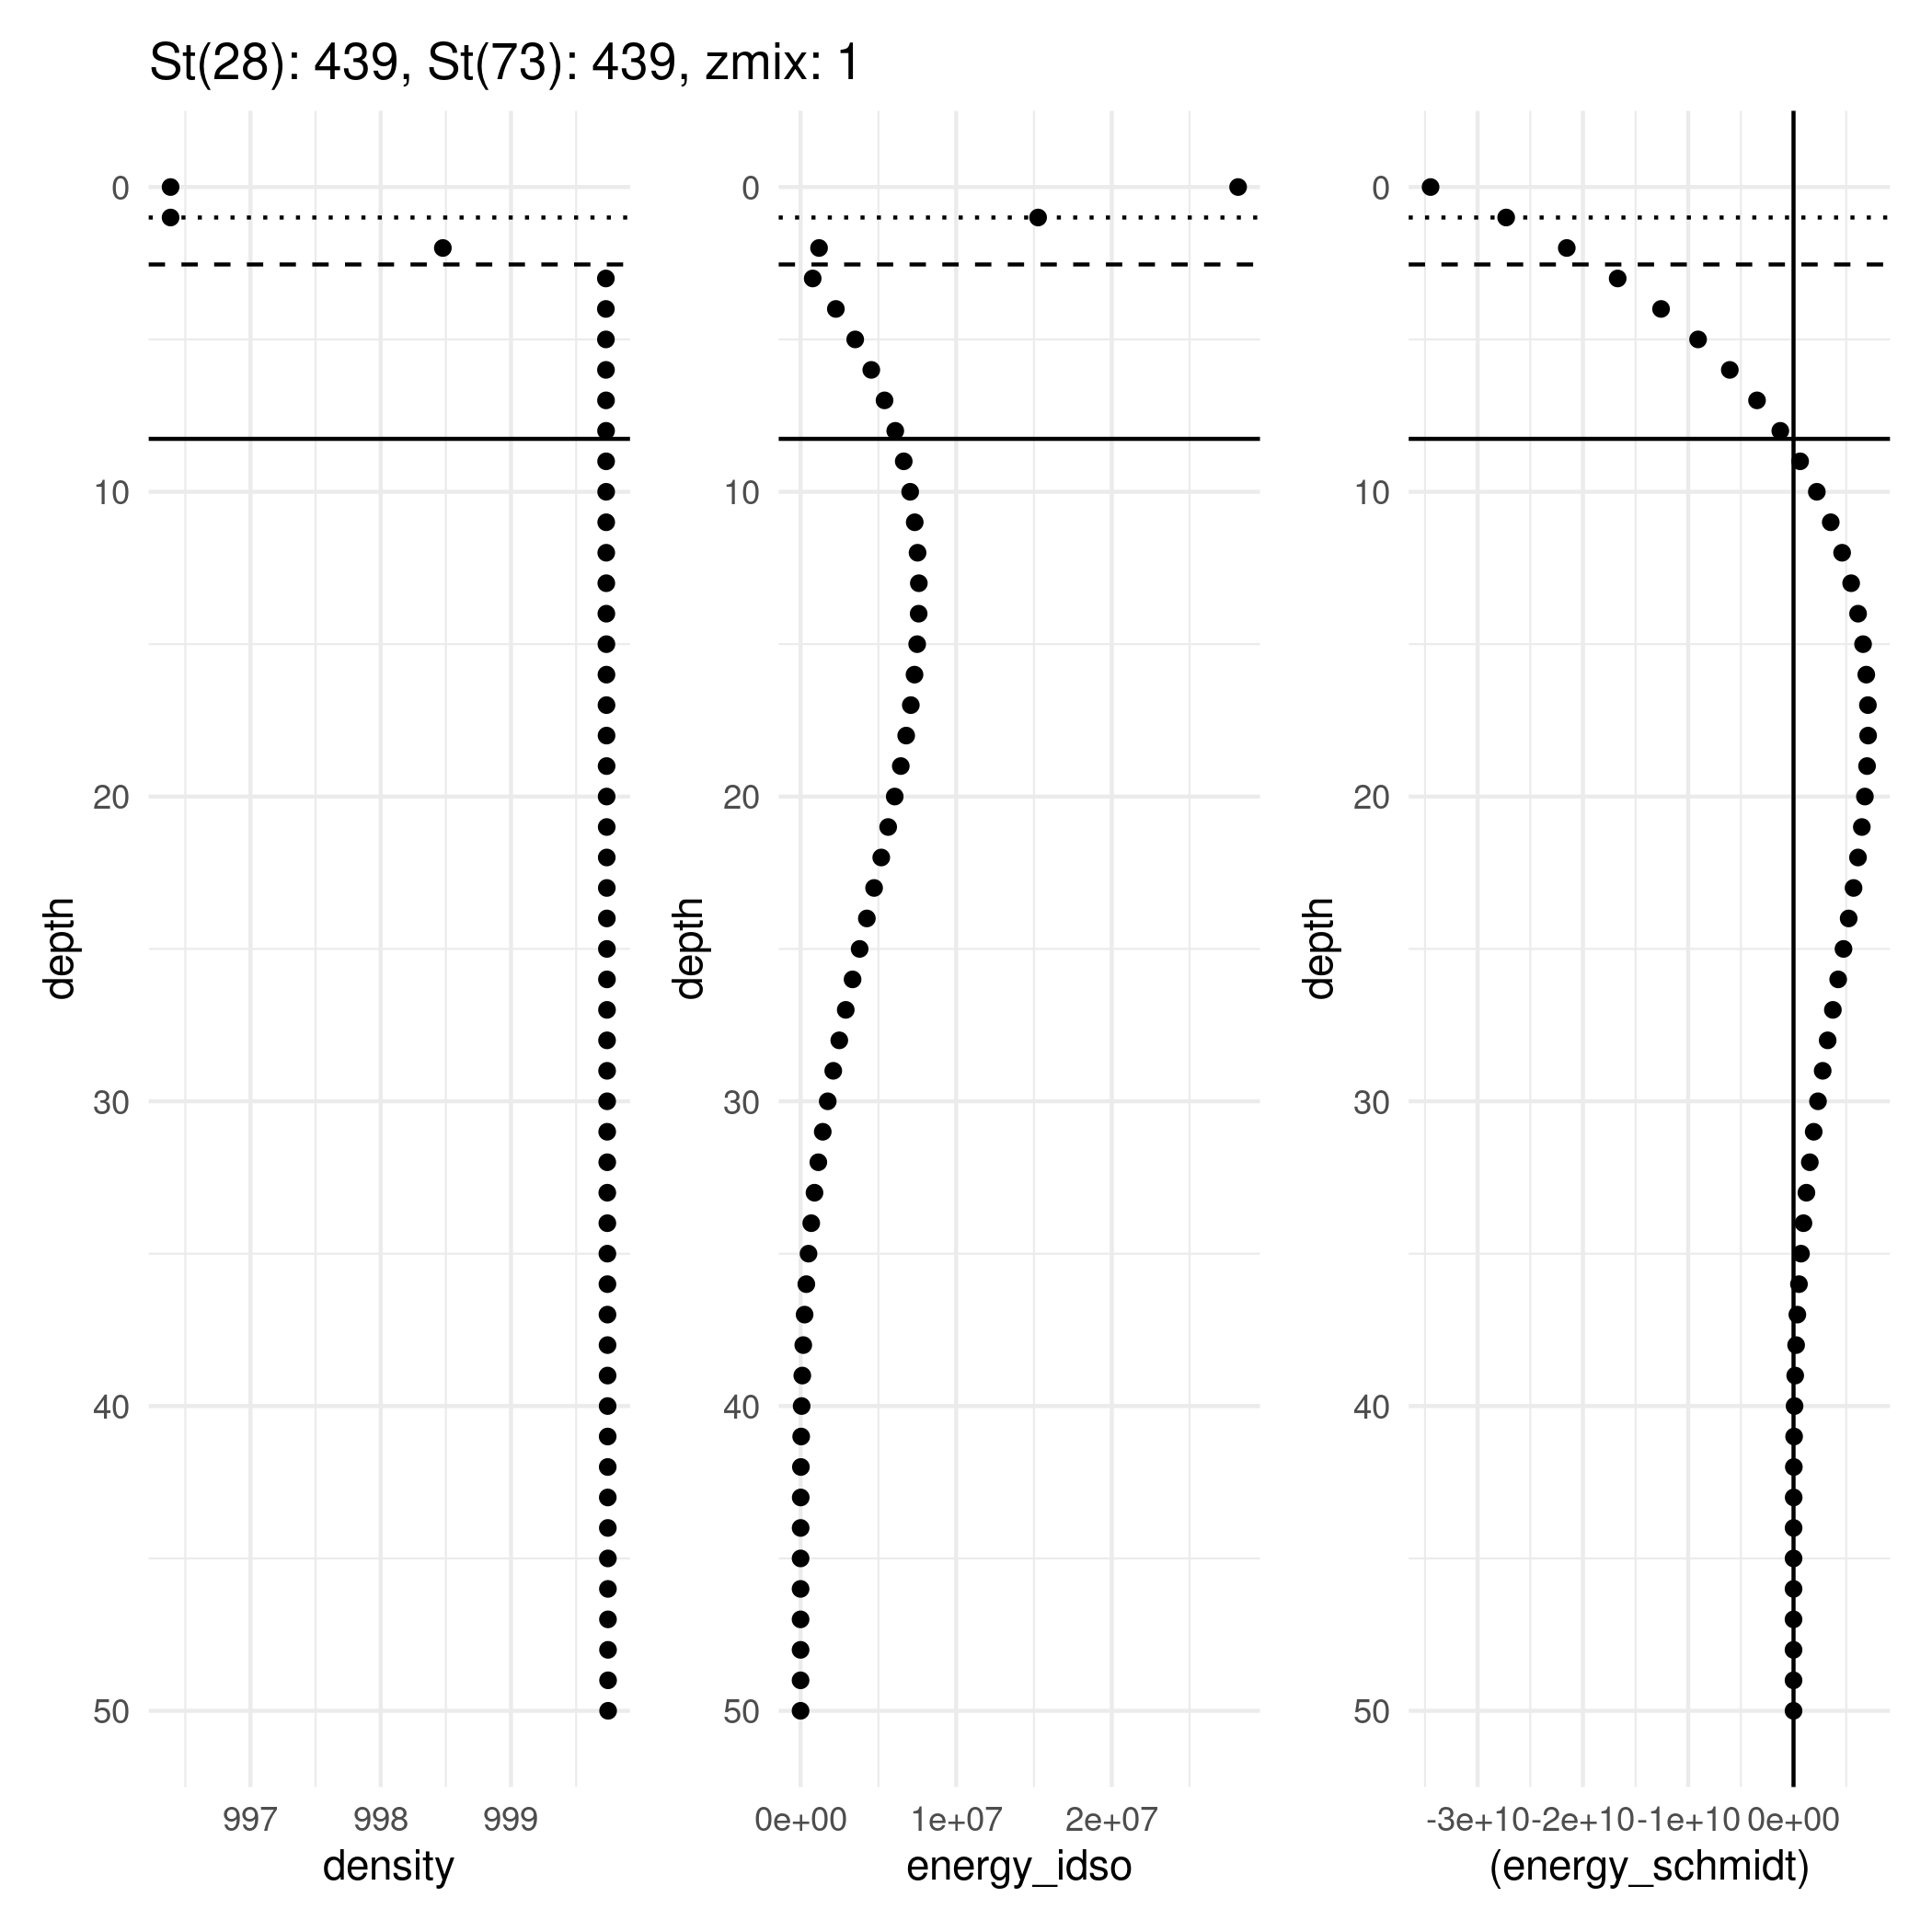 St(28): 439, St(73): 439, zmix: 1
0
10
20
30
40
50
depth
997 998 999
density
0
10
20
30
40
50
depth
0e+00 1e+07 2e+07
energy_idso
0
10
20
30
40
50
depth
-3e+10 -2e+10 -1e+10 0e+00
(energy_schmidt)